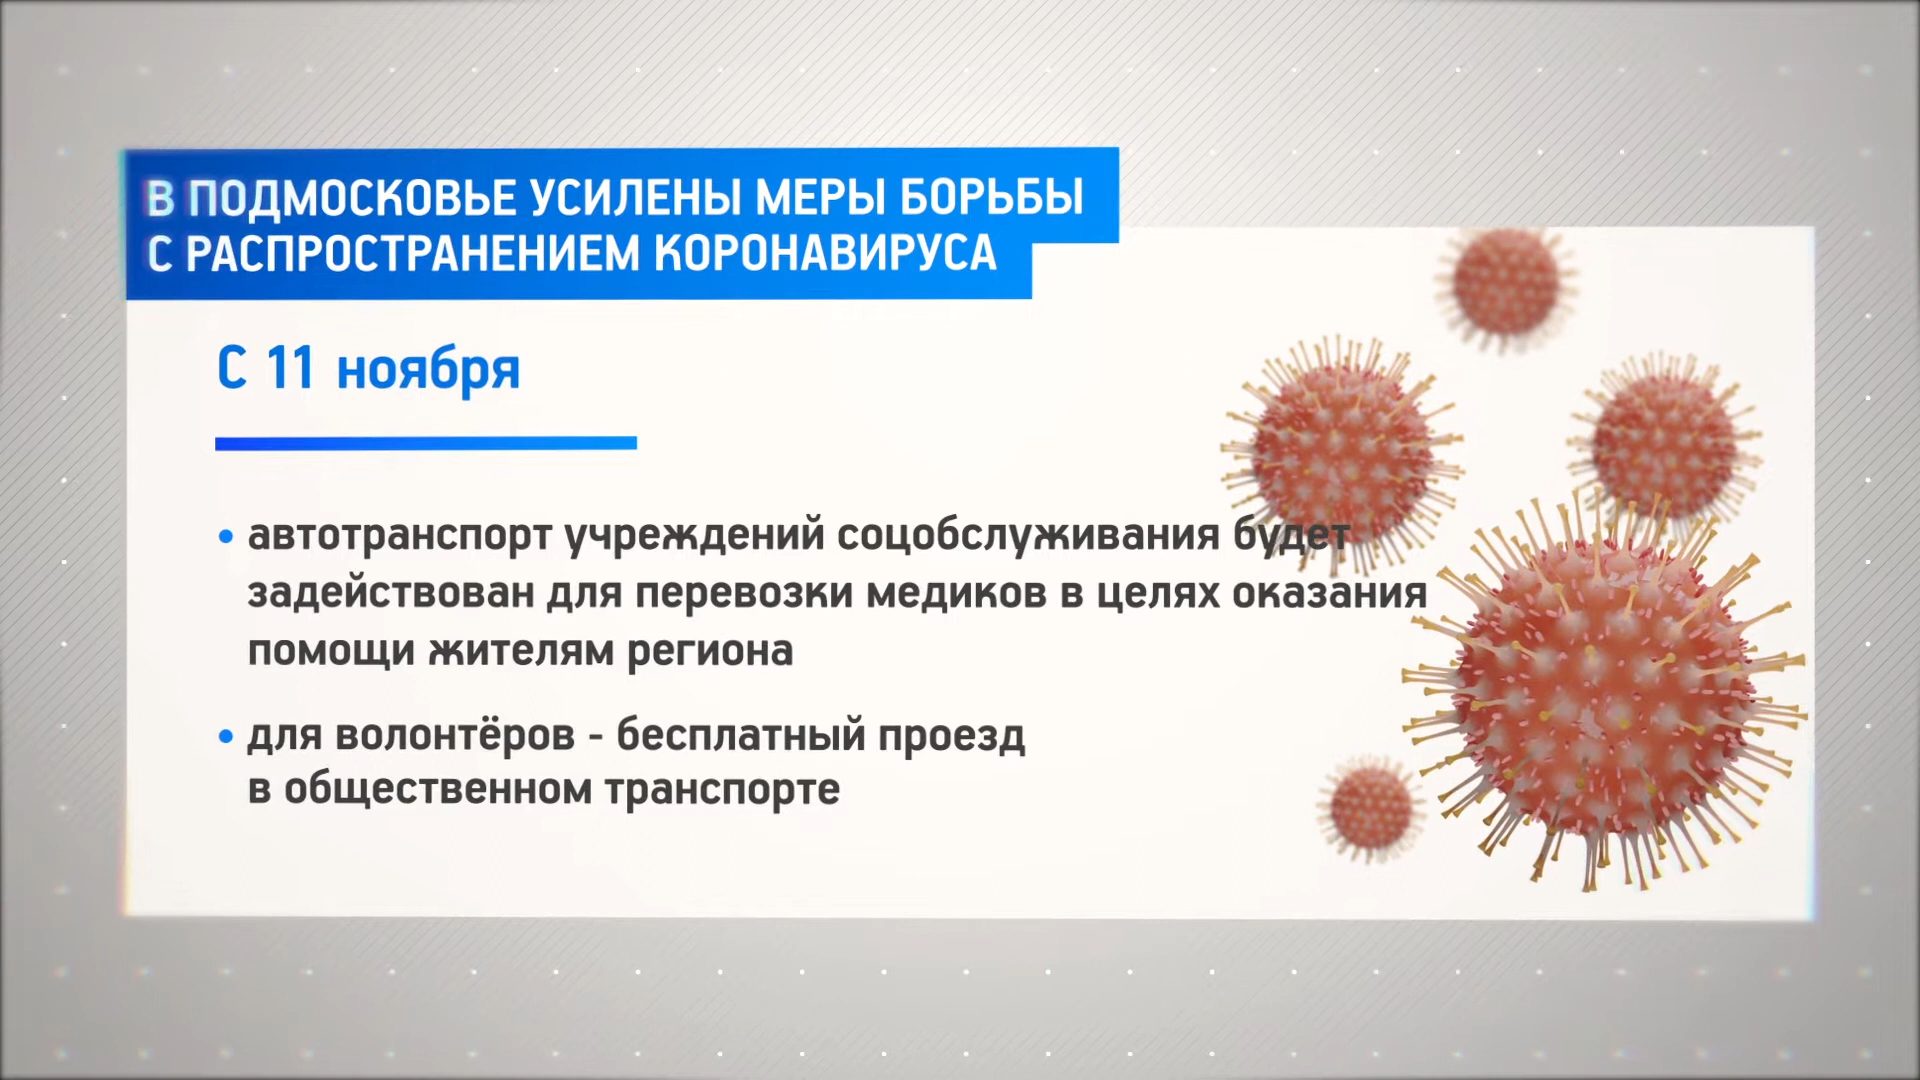 В ПОДМОСКОВЬЕ УСИЛЕНЫ МЕРЫ БОРЬБЫ
С РАСПРОСТРАНЕНИЕМ КОРОНАВИРУСА
С 11 ноября
• автотранспорт учреждений соцобслуживания будет
задействован для перевозки медиков в целях оказания
помощи жителям региона
• для волонтёров - бесплатный проезд
в общественном транспорте